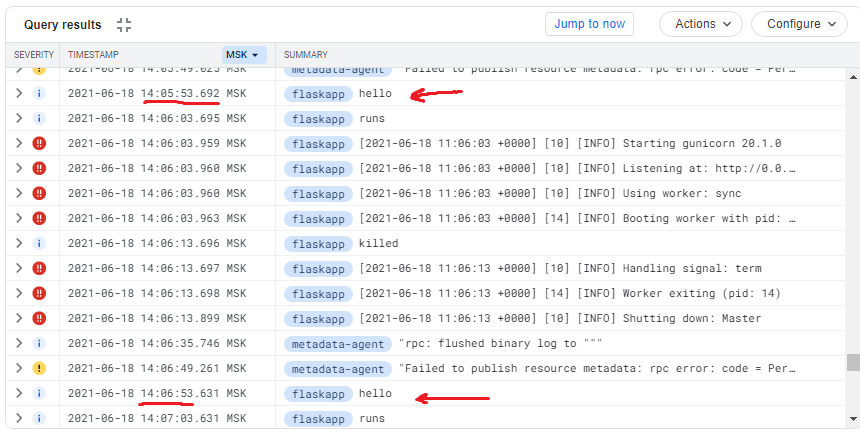 Query results Jump to now Actions Configure
SEVERITY TIMESTAMP MSK SUMMARY
2021-06-18 14:05:49.025 MSK metadata-agent "Failed to publish resource metadata: rpc error: code = Per…
2021-06-18 14:05:53.692 MSK flaskapp hello
2021-06-18 14:06:03.695 MSK flaskapp runs
2021-06-18 14:06:03.959 MSK flaskapp [2021-06-18 11:06:03 +0000] [10] [INFO] Starting gunicorn 20.1.0
2021-06-18 14:06:03.960 MSK flaskapp [2021-06-18 11:06:03 +0000] [10] [INFO] Listening at: http://0.0.…
2021-06-18 14:06:03.960 MSK flaskapp [2021-06-18 11:06:03 +0000] [10] [INFO] Using worker: sync
2021-06-18 14:06:03.963 MSK flaskapp [2021-06-18 11:06:03 +0000] [14] [INFO] Booting worker with pid: …
2021-06-18 14:06:13.696 MSK flaskapp killed
2021-06-18 14:06:13.697 MSK flaskapp [2021-06-18 11:06:13 +0000] [10] [INFO] Handling signal: term
2021-06-18 14:06:13.698 MSK flaskapp [2021-06-18 11:06:13 +0000] [14] [INFO] Worker exiting (pid: 14)
2021-06-18 14:06:13.899 MSK flaskapp [2021-06-18 11:06:13 +0000] [10] [INFO] Shutting down: Master
2021-06-18 14:06:35.746 MSK metadata-agent "rpc: flushed binary log to """
2021-06-18 14:06:49.261 MSK metadata-agent "Failed to publish resource metadata: rpc error: code = Per…
2021-06-18 14:06:53.631 MSK flaskapp hello
2021-06-18 14:07:03.631 MSK flaskapp runs